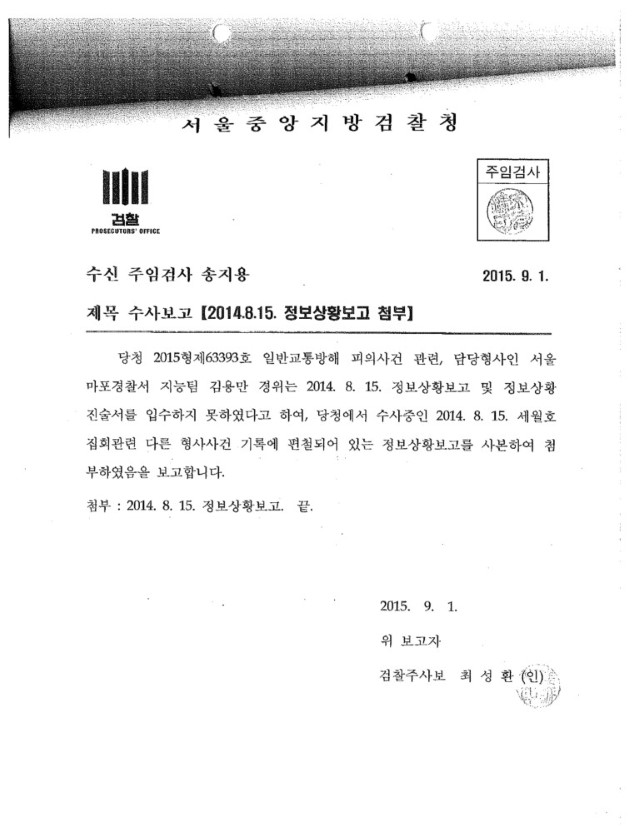 서울중앙지방검찰청
주임검사
검찰
PROSECUTORS' OFFICE
수신 주임검사 송지용 2015. 9. 1.
제목 수사보고 【2014.8.15. 정보상황보고 첨부】
당청 2015형제63393호 일반교통방해 피의사건 관련, 담당형사인 서울
마포경찰서 지능팀 김용만 경위는 2014. 8. 15. 정보상황보고 및 정보상황
진술서를 입수하지 못하였다고 하여, 당청에서 수사중인 2014. 8. 15. 세월호
집회관련 다른 형사사건 기록에 편철되어 있는 정보상황보고를 사본하여 첨
부하였음을 보고합니다.
첨부 : 2014. 8. 15. 정보상황보고. 끝.
2015. 9. 1.
위 보고자
검찰주사보 최성환 (인)